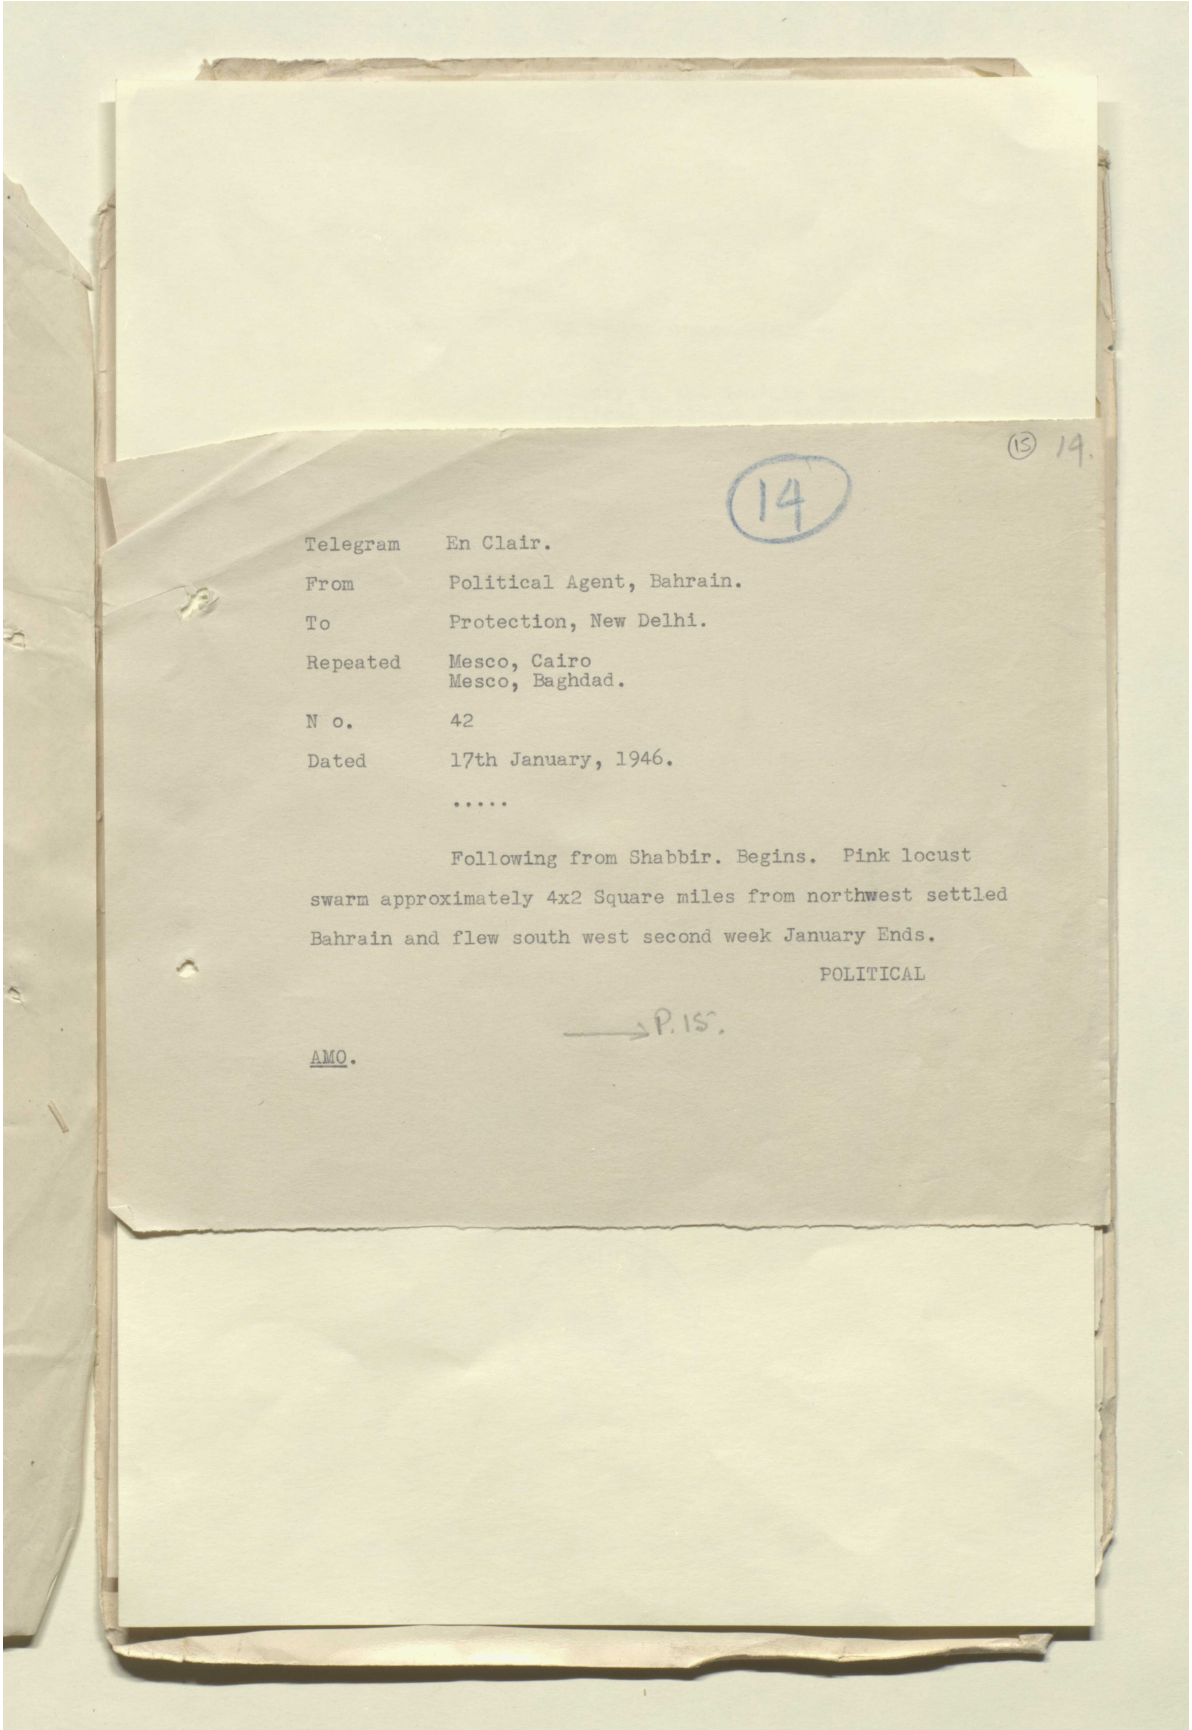 15 14.
14
Telegram En Clair.
From Political Agent, Bahrain.
To Protection, New Delhi.
Repeated Mesco, Cairo
Mesco, Baghdad.
N o. 42
Dated 17th January, 1946.
.....
Following from Shabbir. Begins. Pink locust
swarm approximately 4x2 Square miles from northwest settled
Bahrain and flew south west second week January Ends.
POLITICAL
→ P.15.
AMO.